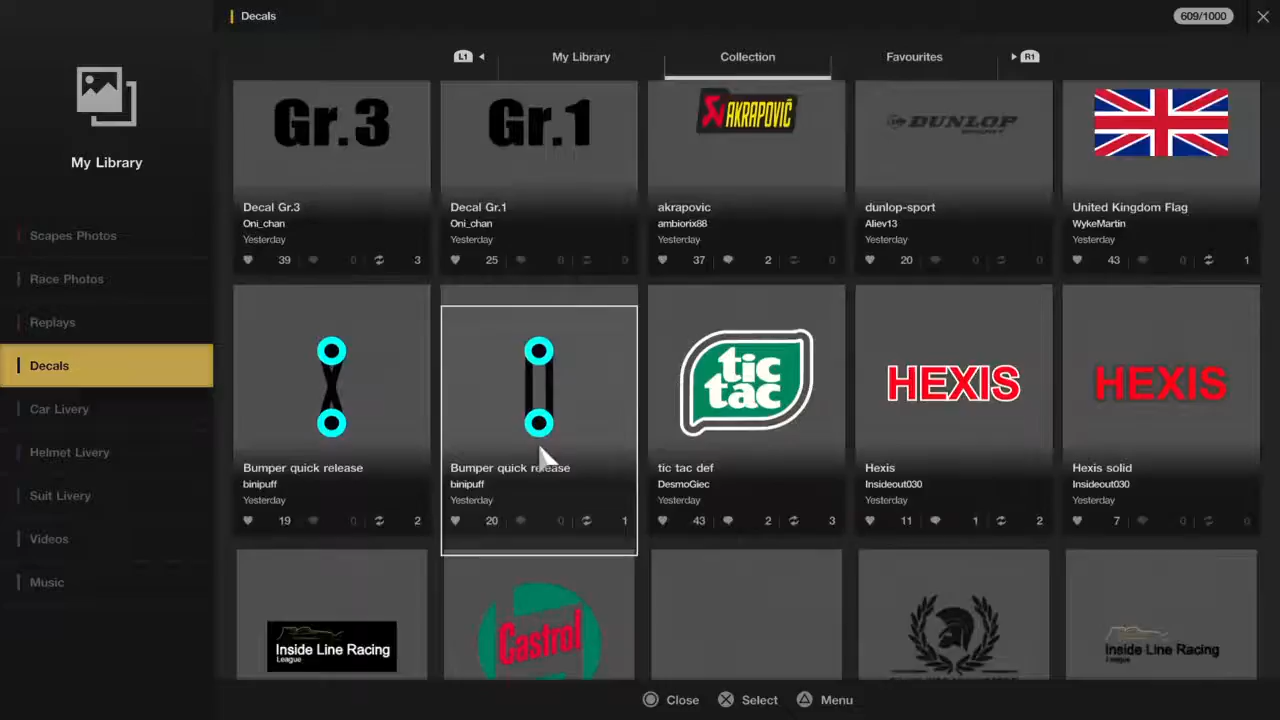 Decals
609/1000
L1
My Library
Collection
Favourites
R1
My Library
Scapes Photos
Race Photos
Replays
Decals
Car Livery
Helmet Livery
Suit Livery
Videos
Music
Gr.3
Decal Gr.3
Oni_chan
Yesterday
39 0 3
Gr.1
Decal Gr.1
Oni_chan
Yesterday
25 0 0
AKRAPOVIČ
akrapovic
ambiorix88
Yesterday
37 2 0
DUNLOP
SPORT
dunlop-sport
Aliev13
Yesterday
20 0 0
United Kingdom Flag
WykeMartin
Yesterday
43 0 1
Bumper quick release
binipuff
Yesterday
19 0 2
Bumper quick release
binipuff
Yesterday
20 0 1
tic
tac
tic tac def
DesmoGiec
Yesterday
43 2 3
HEXIS
Hexis
Insideout030
Yesterday
11 1 2
HEXIS
Hexis solid
Insideout030
Yesterday
7 0 0
Inside Line Racing
League
Castrol
Inside Line Racing
League
Close
Select
Menu